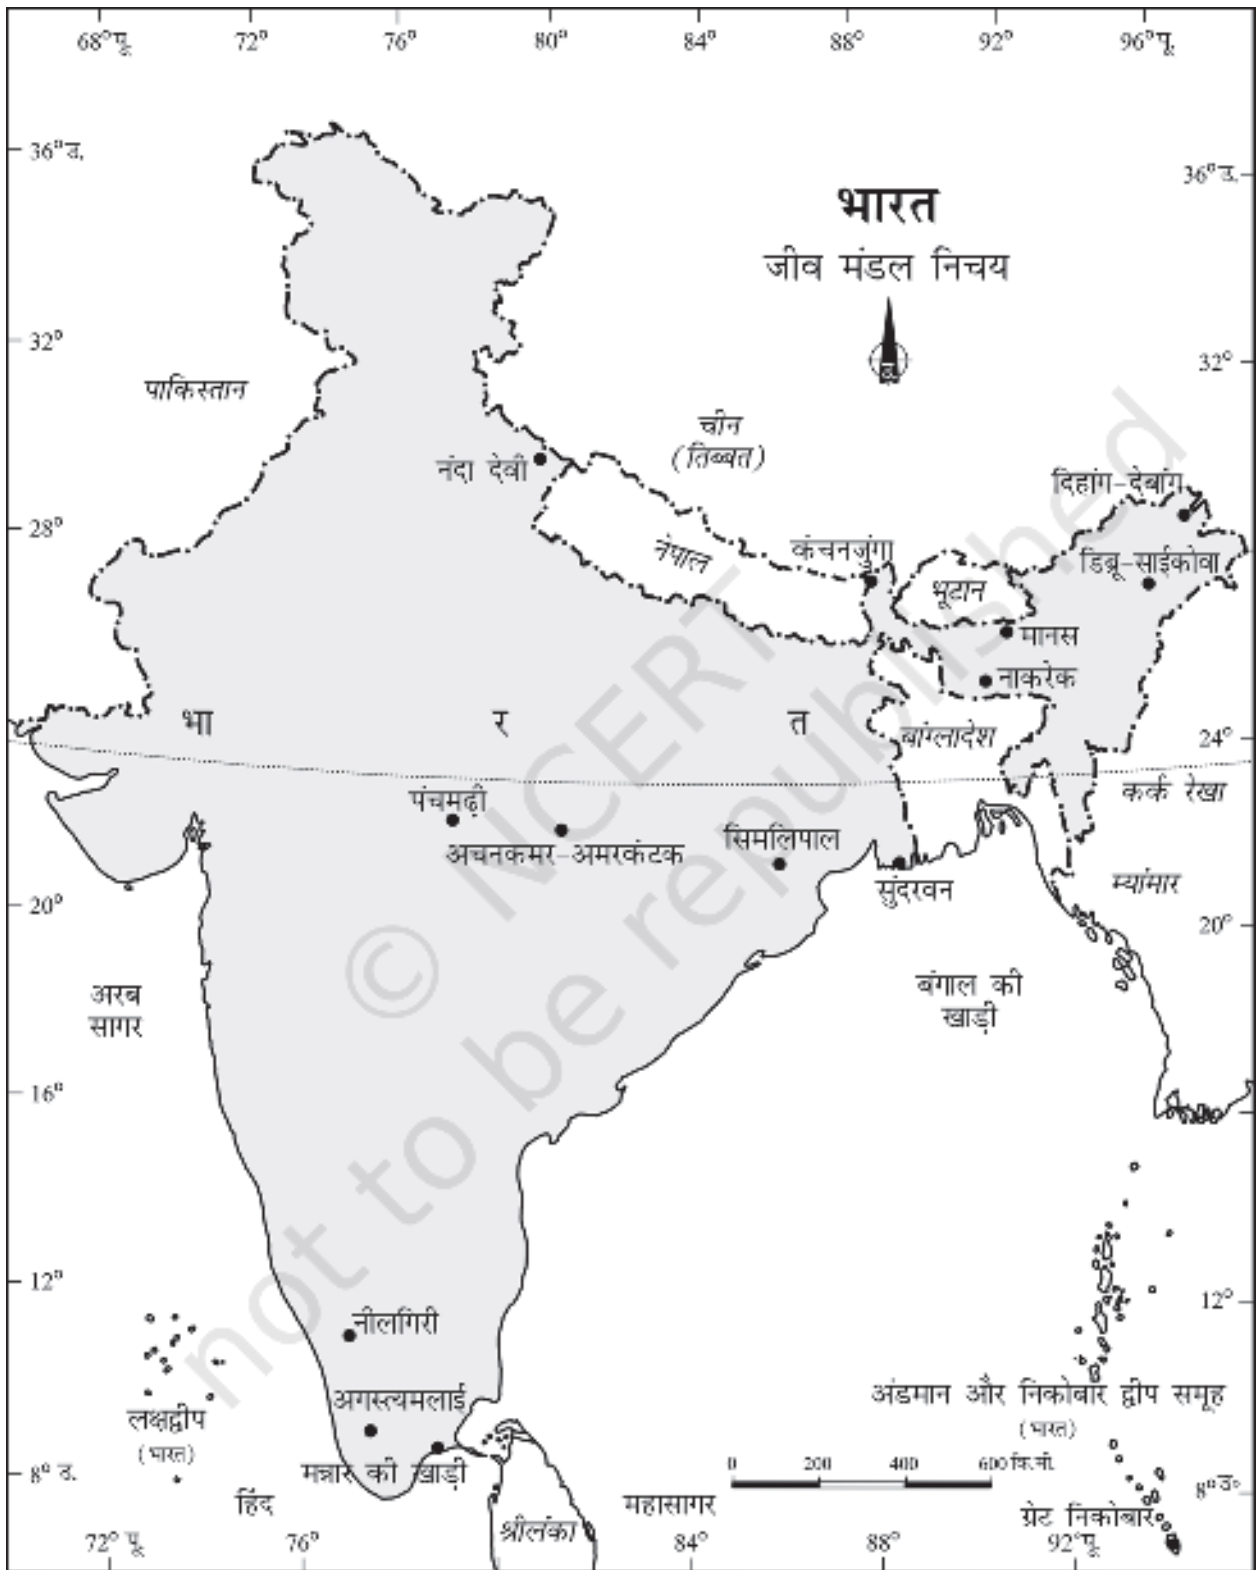 68°पू. 72° 76° 80° 84° 88° 92° 96°पू.
36°उ. 36°उ.
भारत
जीव मंडल निचय
उ.
32° 32°
पाकिस्तान
चीन
(तिब्बत)
नंदा देवी
दिहांग-देबांग
28°
नेपाल
कंचनजुंगा
डिब्रू-साईकोवा
भूटान
मानस
नाकरेक
भा र त
बांग्लादेश
24°
कर्क रेखा
पंचमढ़ी
अचनकमर-अमरकंटक
सिमलिपाल
सुंदरवन
म्यांमार
20° 20°
अरब
सागर
बंगाल की
खाड़ी
16°
12° 12°
नीलगिरी
अगस्त्यमलाई
लक्षद्वीप
(भारत)
अंडमान और निकोबार द्वीप समूह
(भारत)
मन्नार की खाड़ी
0 200 400 600 कि.मी.
8° उ. 8° उ०
हिंद महासागर
श्रीलंका
ग्रेट निकोबार
72° पू. 76° 84° 88° 92°पू.
© NCERT
not to be republished